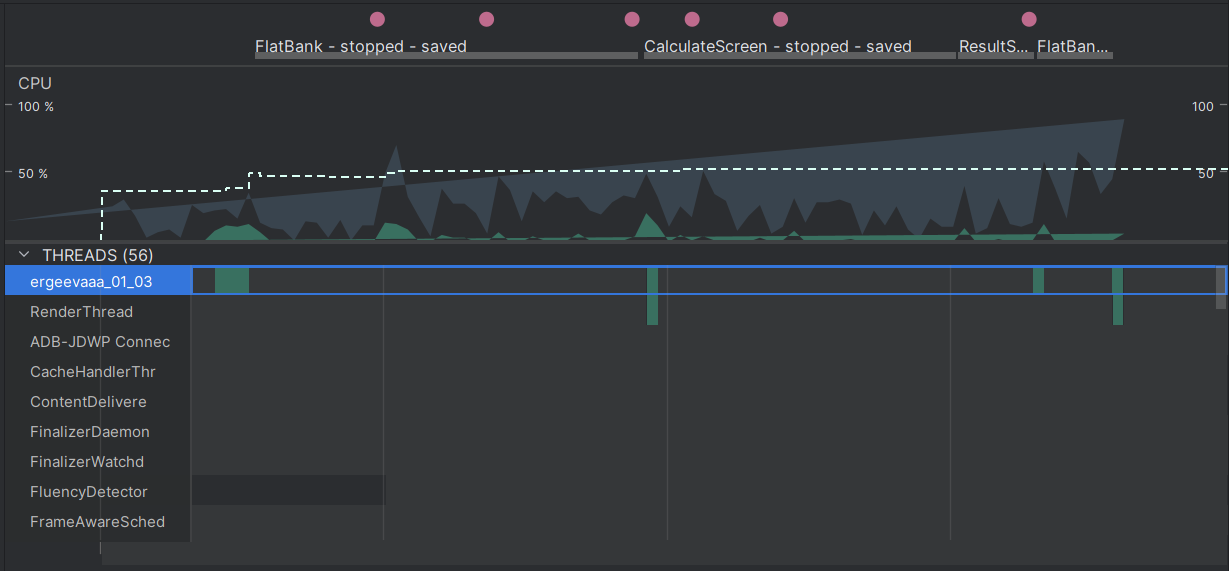 FlatBank - stopped - saved CalculateScreen - stopped - saved ResultS... FlatBan...
CPU
100 % 100
50 % 50
THREADS (56)
ergeevaaa_01_03
RenderThread
ADB-JDWP Connec
CacheHandlerThr
ContentDelivere
FinalizerDaemon
FinalizerWatchd
FluencyDetector
FrameAwareSched